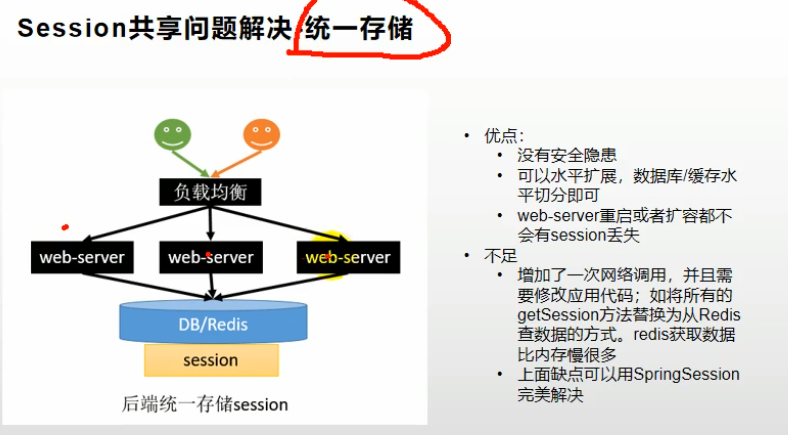 Session共享问题解决-统一存储
负载均衡
web-server web-server web-server
DB/Redis
session
后端统一存储session
• 优点：
• 没有安全隐患
• 可以水平扩展，数据库/缓存水
平切分即可
• web-server重启或者扩容都不
会有session丢失
• 不足
• 增加了一次网络调用，并且需
要修改应用代码；如将所有的
getSession方法替换为从Redis
查数据的方式。redis获取数据
比内存慢很多
• 上面缺点可以用SpringSession
完美解决